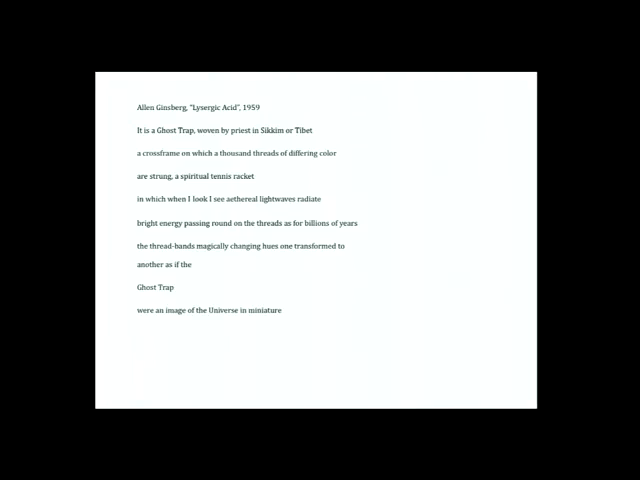 Allen Ginsberg, "Lysergic Acid", 1959
It is a Ghost Trap, woven by priest in Sikkim or Tibet
a crossframe on which a thousand threads of differing color
are strung, a spiritual tennis racket
in which when I look I see aethereal lightwaves radiate
bright energy passing round on the threads as for billions of years
the thread-bands magically changing hues one transformed to
another as if the
Ghost Trap
were an image of the Universe in miniature